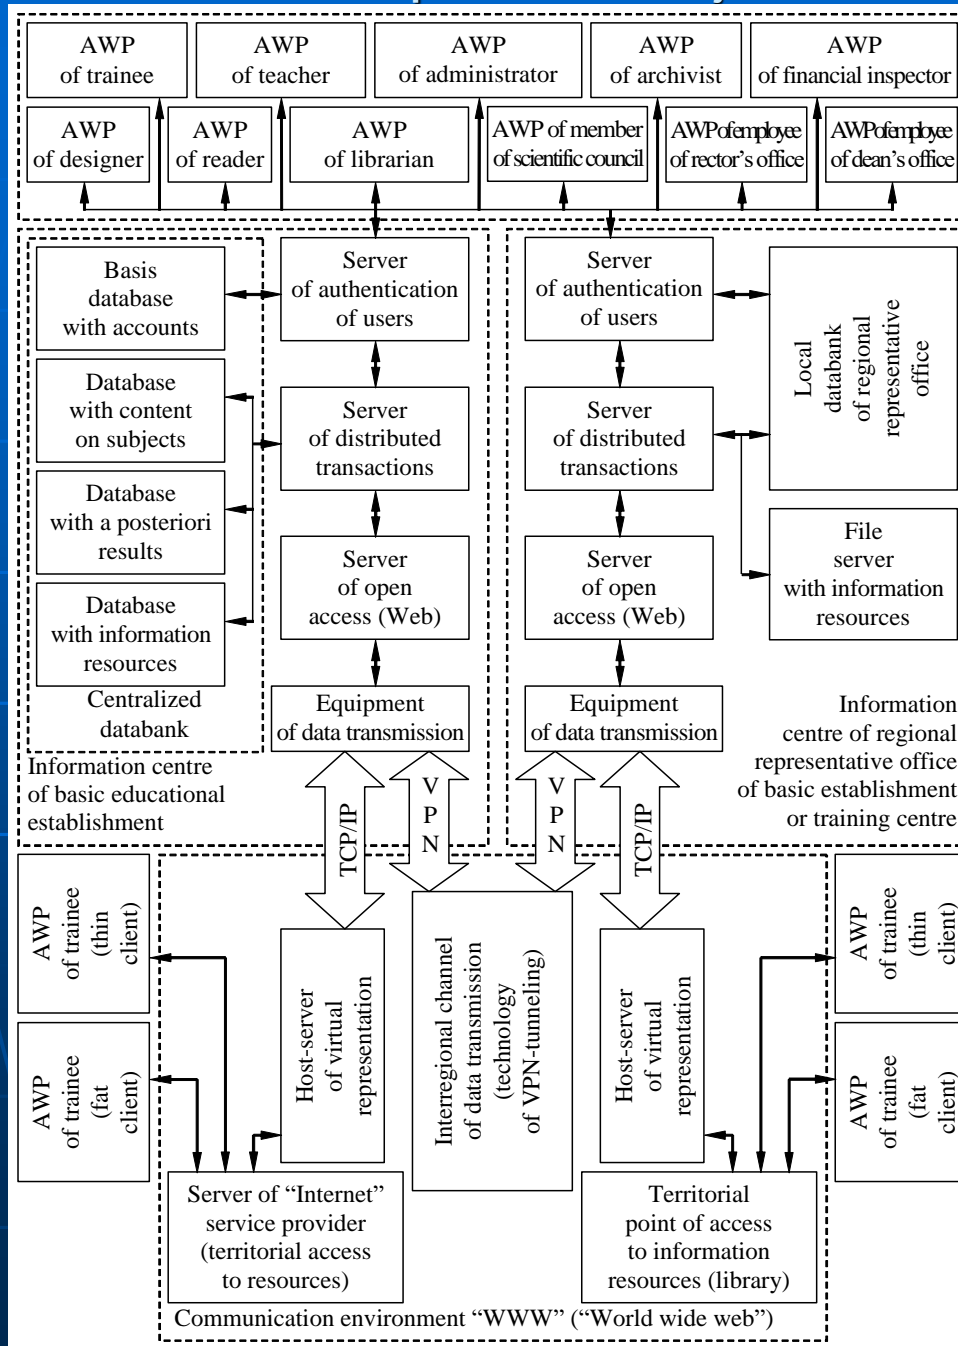 AWP
of trainee
AWP
of teacher
AWP
of administrator
AWP
of archivist
AWP
of financial inspector
AWP
of designer
AWP
of reader
AWP
of librarian
AWP of member
of scientific council
AWP of employee
of rector's office
AWP of employee
of dean's office
Basis
database
with accounts
Database
with content
on subjects
Database
with a posteriori
results
Database
with information
resources
Centralized
databank
Information centre
of basic educational
establishment
Server
of authentication
of users
Server
of distributed
transactions
Server
of open
access (Web)
Equipment
of data transmission
Server
of authentication
of users
Server
of distributed
transactions
Server
of open
access (Web)
Equipment
of data transmission
Local
databank
of regional
representative
office
File
server
with information
resources
Information
centre of regional
representative office
of basic establishment
or training centre
TCP/IP
VPN
VPN
TCP/IP
AWP
of trainee
(thin
client)
AWP
of trainee
(fat
client)
Host-server
of virtual
representation
Interregional channel
of data transmission
(technology
of VPN-tunneling)
Host-server
of virtual
representation
AWP
of trainee
(thin
client)
AWP
of trainee
(fat
client)
Server of “Internet”
service provider
(territorial access
to resources)
Territorial
point of access
to information
resources (library)
Communication environment “WWW” (“World wide web”)